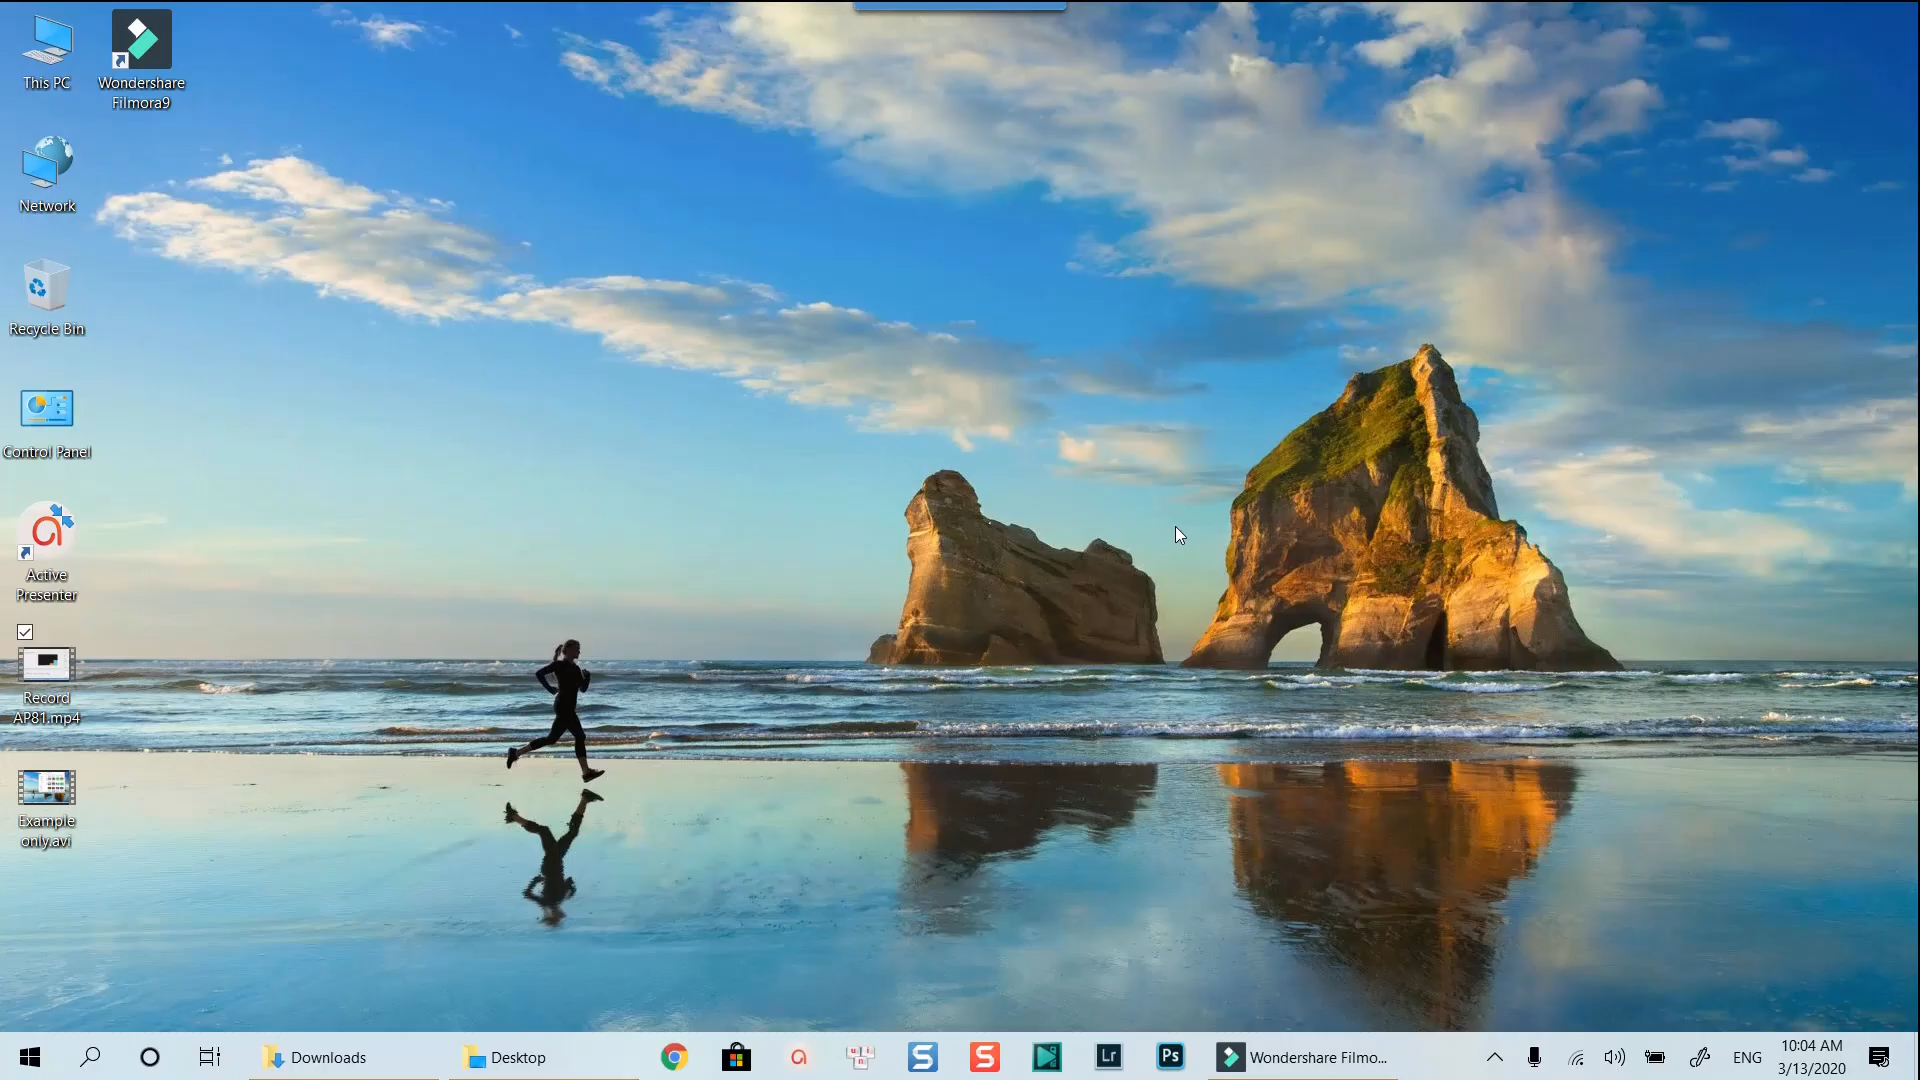 This PC
Wondershare
Filmora9
Network
Recycle Bin
Control Panel
Active
Presenter
Record
AP81.mp4
Example
only.avi
Downloads
Desktop
Lr
Ps
Wondershare Filmo...
ENG
10:04 AM
3/13/2020